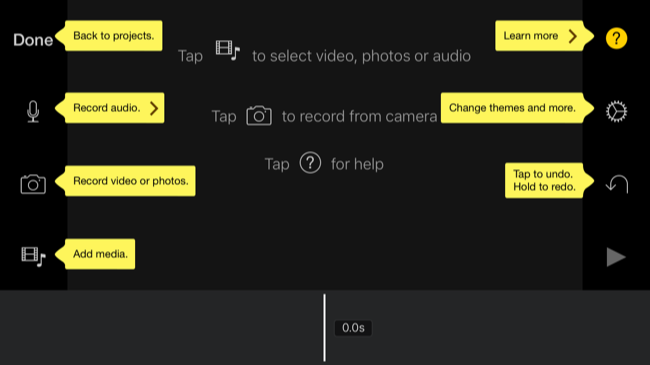 Done
Back to projects.
Tap to select video, photos or audio
Learn more
?
Record audio.
Tap to record from camera
Change themes and more.
Tap ? for help
Record video or photos.
Tap to undo.
Hold to redo.
Add media.
0.0s